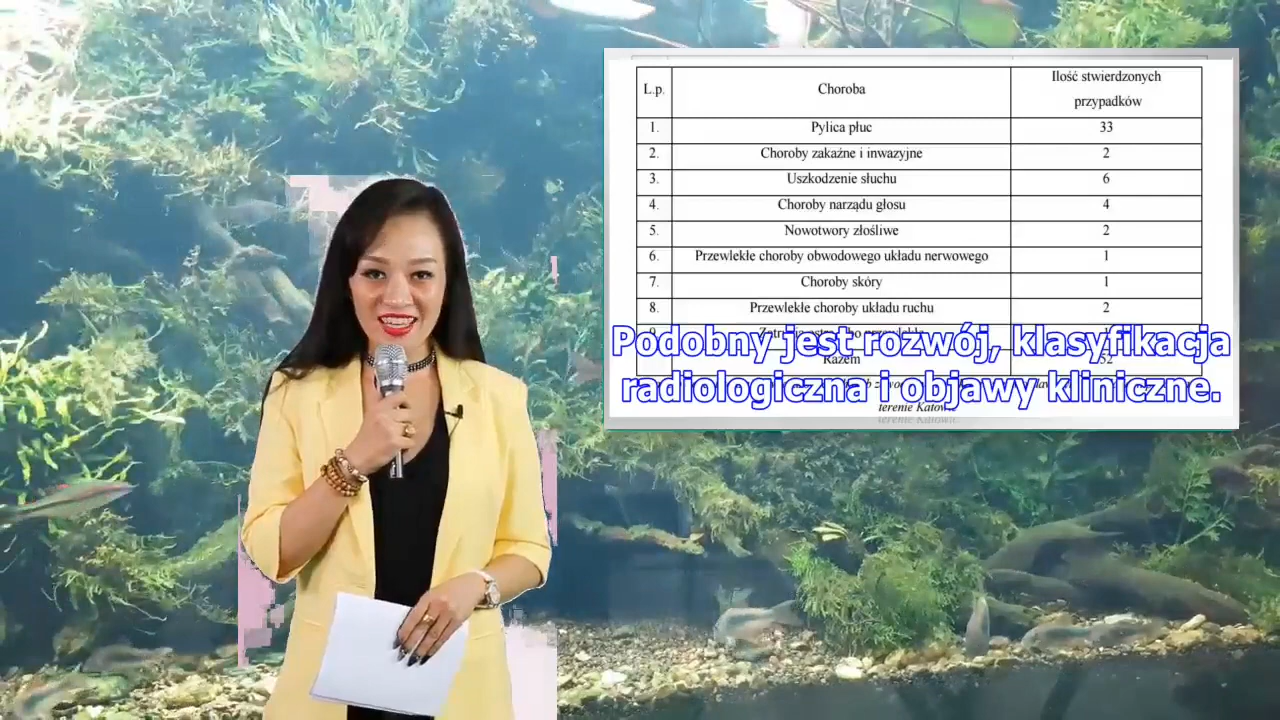 L.p. Choroba Ilość stwierdzonych przypadków
1. Pylica płuc 33
2. Choroby zakaźne i inwazyjne 2
3. Uszkodzenie słuchu 6
4. Choroby narządu głosu 4
5. Nowotwory złośliwe 2
6. Przewlekłe choroby obwodowego układu nerwowego 1
7. Choroby skóry 1
8. Przewlekłe choroby układu ruchu 2
9.
Razem 52
Podobny jest rozwój, klasyfikacja
radiologiczna i objawy kliniczne.
terenie